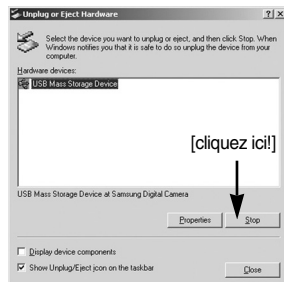 Unplug or Eject Hardware
Select the device you want to unplug or eject, and then click Stop. When
Windows notifies you that it is safe to do so unplug the device from your
computer.
Hardware devices:
USB Mass Storage Device
[cliquez ici!]
USB Mass Storage Device at Samsung Digital Camera
Properties
Stop
Display device components
Show Unplug/Eject icon on the taskbar
Close